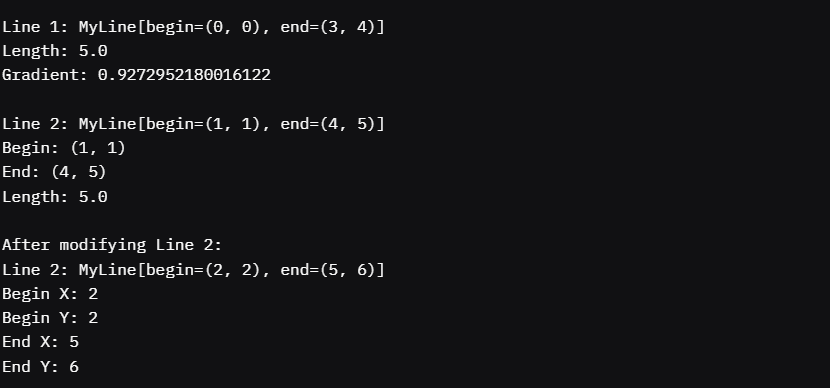 Line 1: MyLine[begin=(0, 0), end=(3, 4)]
Length: 5.0
Gradient: 0.9272952180016122
Line 2: MyLine[begin=(1, 1), end=(4, 5)]
Begin: (1, 1)
End: (4, 5)
Length: 5.0
After modifying Line 2:
Line 2: MyLine[begin=(2, 2), end=(5, 6)]
Begin X: 2
Begin Y: 2
End X: 5
End Y: 6